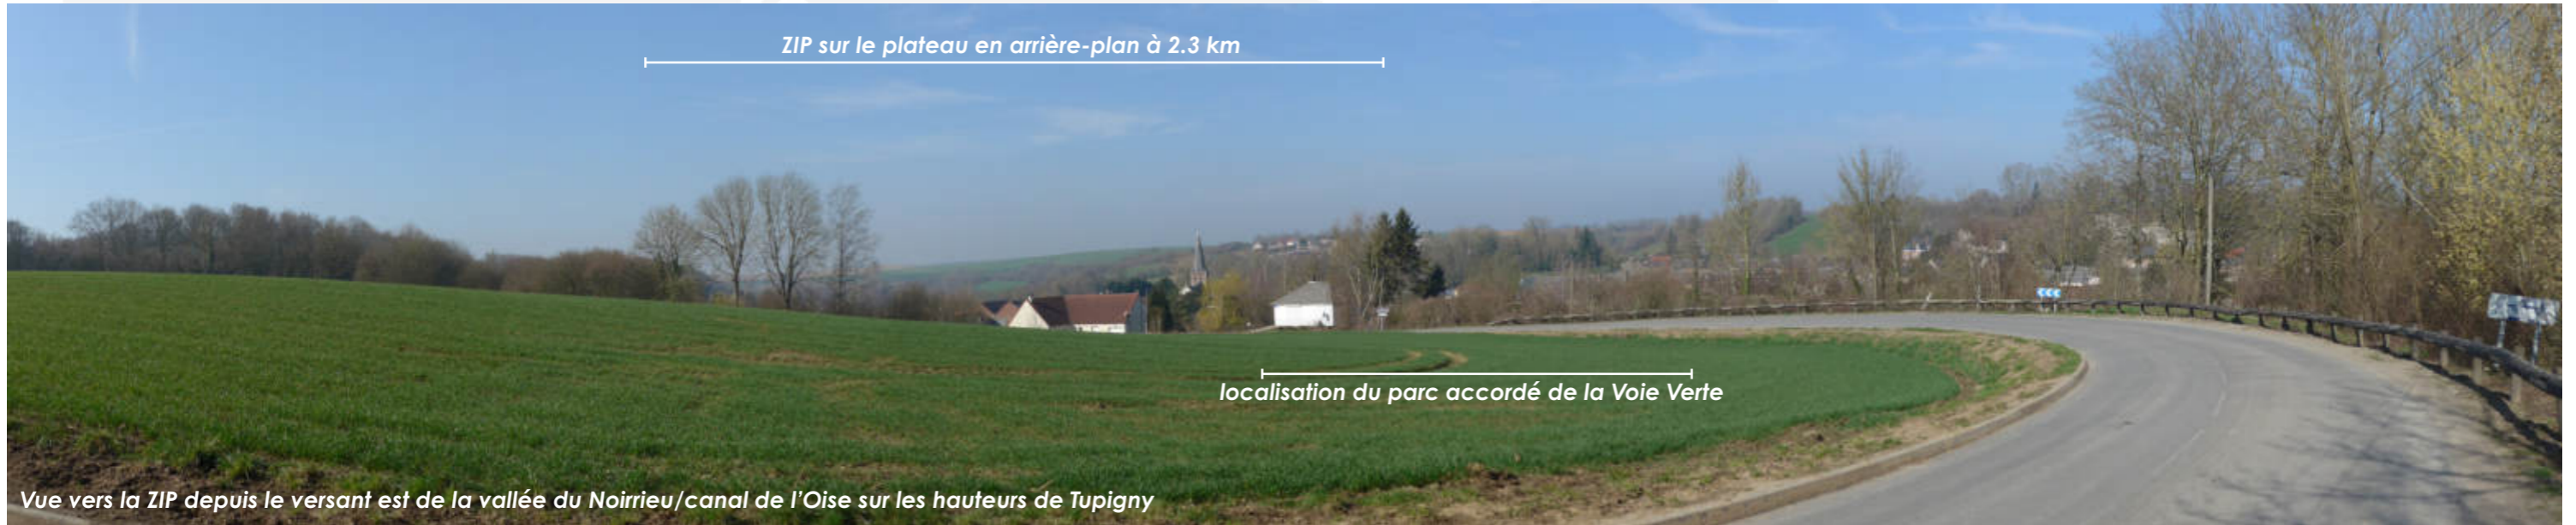 ZIP sur le plateau en arrière-plan à 2.3 km
localisation du parc accordé de la Voie Verte
Vue vers la ZIP depuis le versant est de la vallée du Noirrieu/canal de l'Oise sur les hauteurs de Tupigny